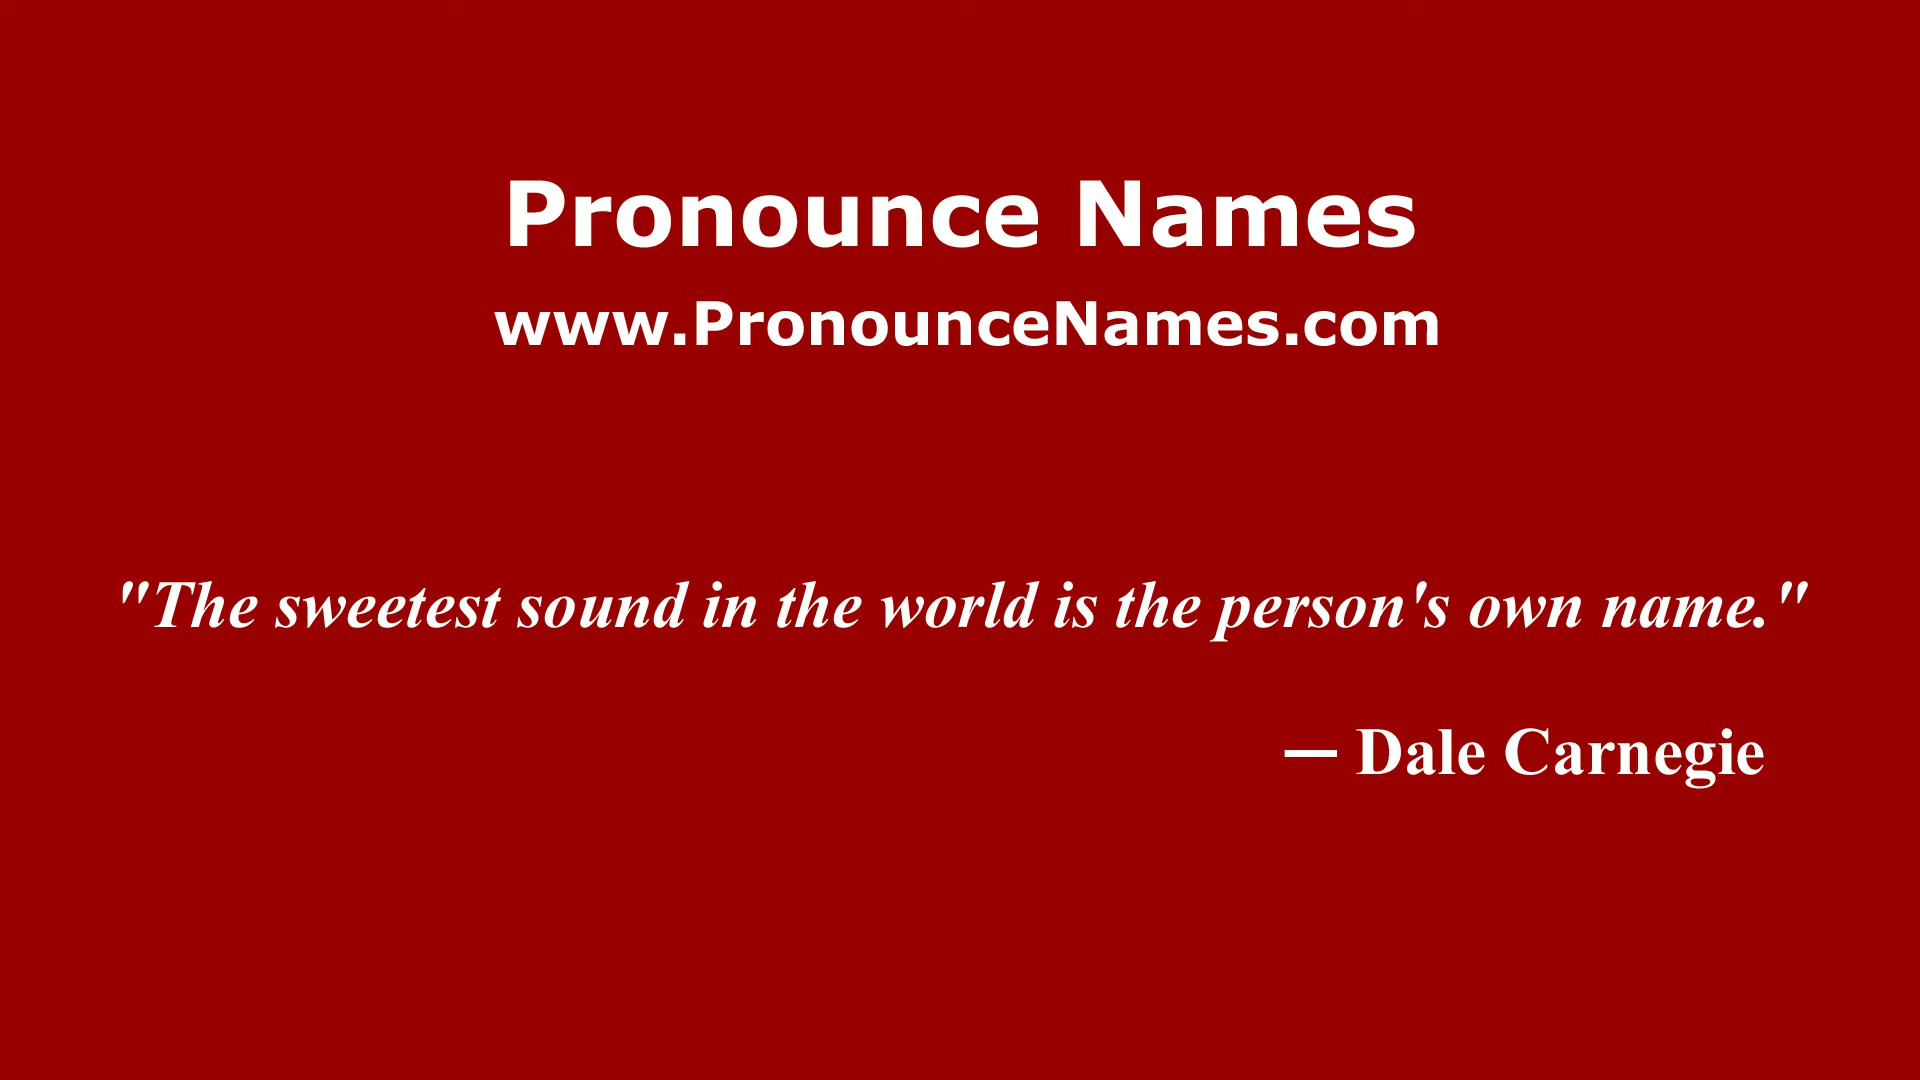 Pronounce Names
www.PronounceNames.com
"The sweetest sound in the world is the person's own name."
— Dale Carnegie